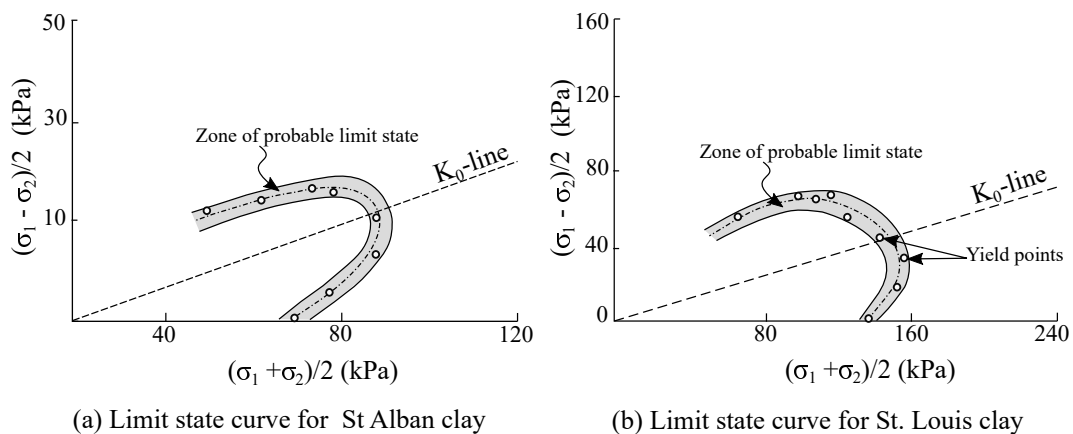 50
30
10
(σ₁ - σ₂)/2 (kPa)
Zone of probable limit state
K₀-line
40
80
120
(σ₁ +σ₂)/2 (kPa)
(a) Limit state curve for St Alban clay
160
120
80
40
0
(σ₁ - σ₂)/2 (kPa)
Zone of probable limit state
K₀-line
Yield points
80
160
240
(σ₁ +σ₂)/2 (kPa)
(b) Limit state curve for St. Louis clay